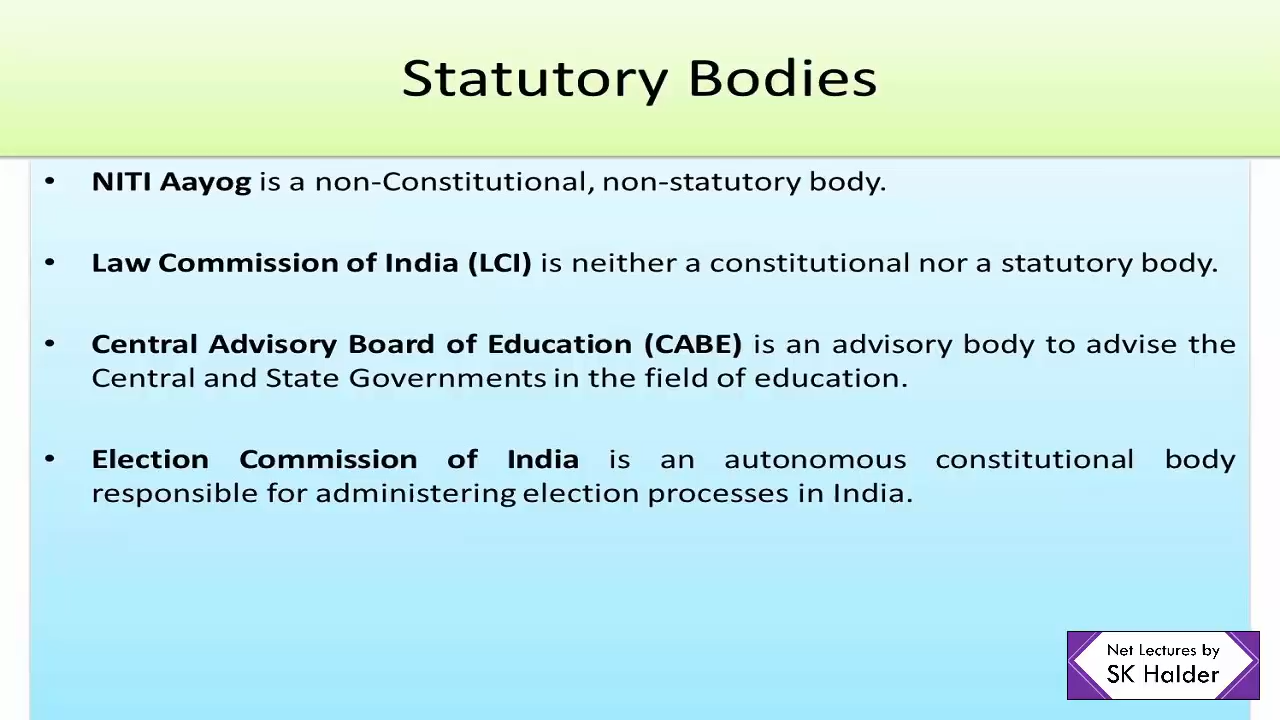 Statutory Bodies
• NITI Aayog is a non-Constitutional, non-statutory body.
• Law Commission of India (LCI) is neither a constitutional nor a statutory body.
• Central Advisory Board of Education (CABE) is an advisory body to advise the
Central and State Governments in the field of education.
• Election Commission of India is an autonomous constitutional body
responsible for administering election processes in India.
Net Lectures by
SK Halder